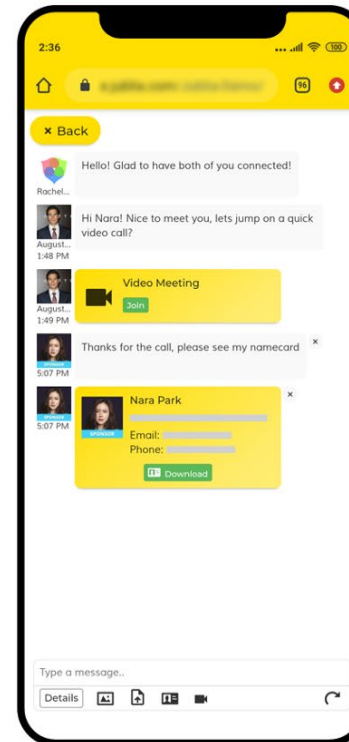 2:36
100
96
× Back
Hello! Glad to have both of you connected!
Rachel...
Hi Nara! Nice to meet you, lets jump on a quick
video call?
August...
1:48 PM
Video Meeting
Join
August...
1:49 PM
Thanks for the call, please see my namecard
×
SPONSOR
5:07 PM
Nara Park
×
SPONSOR
5:07 PM
SPONSOR
Email:
Phone:
Download
Type a message..
Details